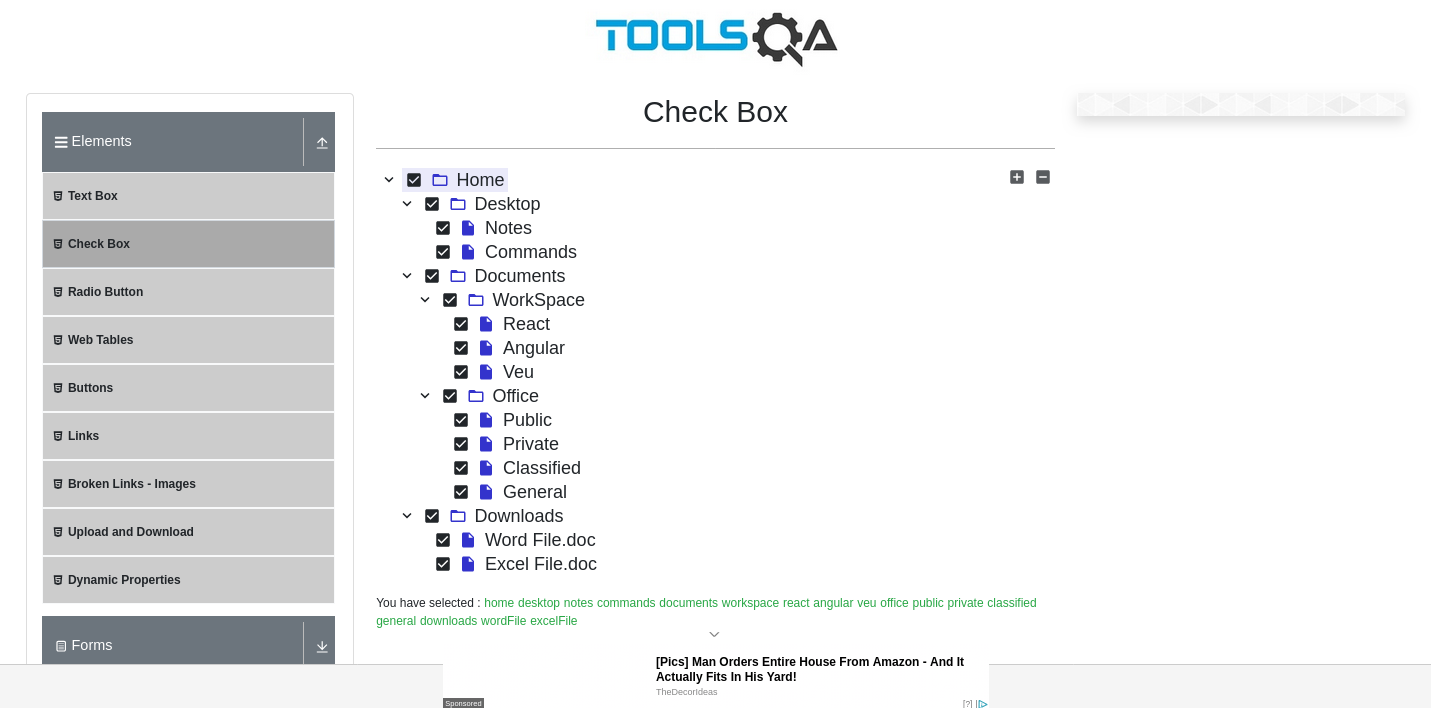 TOOLSQA
Check Box
Elements
Text Box
Check Box
Radio Button
Web Tables
Buttons
Links
Broken Links - Images
Upload and Download
Dynamic Properties
Forms
Home
Desktop
Notes
Commands
Documents
WorkSpace
React
Angular
Veu
Office
Public
Private
Classified
General
Downloads
Word File.doc
Excel File.doc
You have selected : home desktop notes commands documents workspace react angular veu office public private classified
general downloads wordFile excelFile
[Pics] Man Orders Entire House From Amazon - And It
Actually Fits In His Yard!
TheDecorIdeas
Sponsored
[?] |